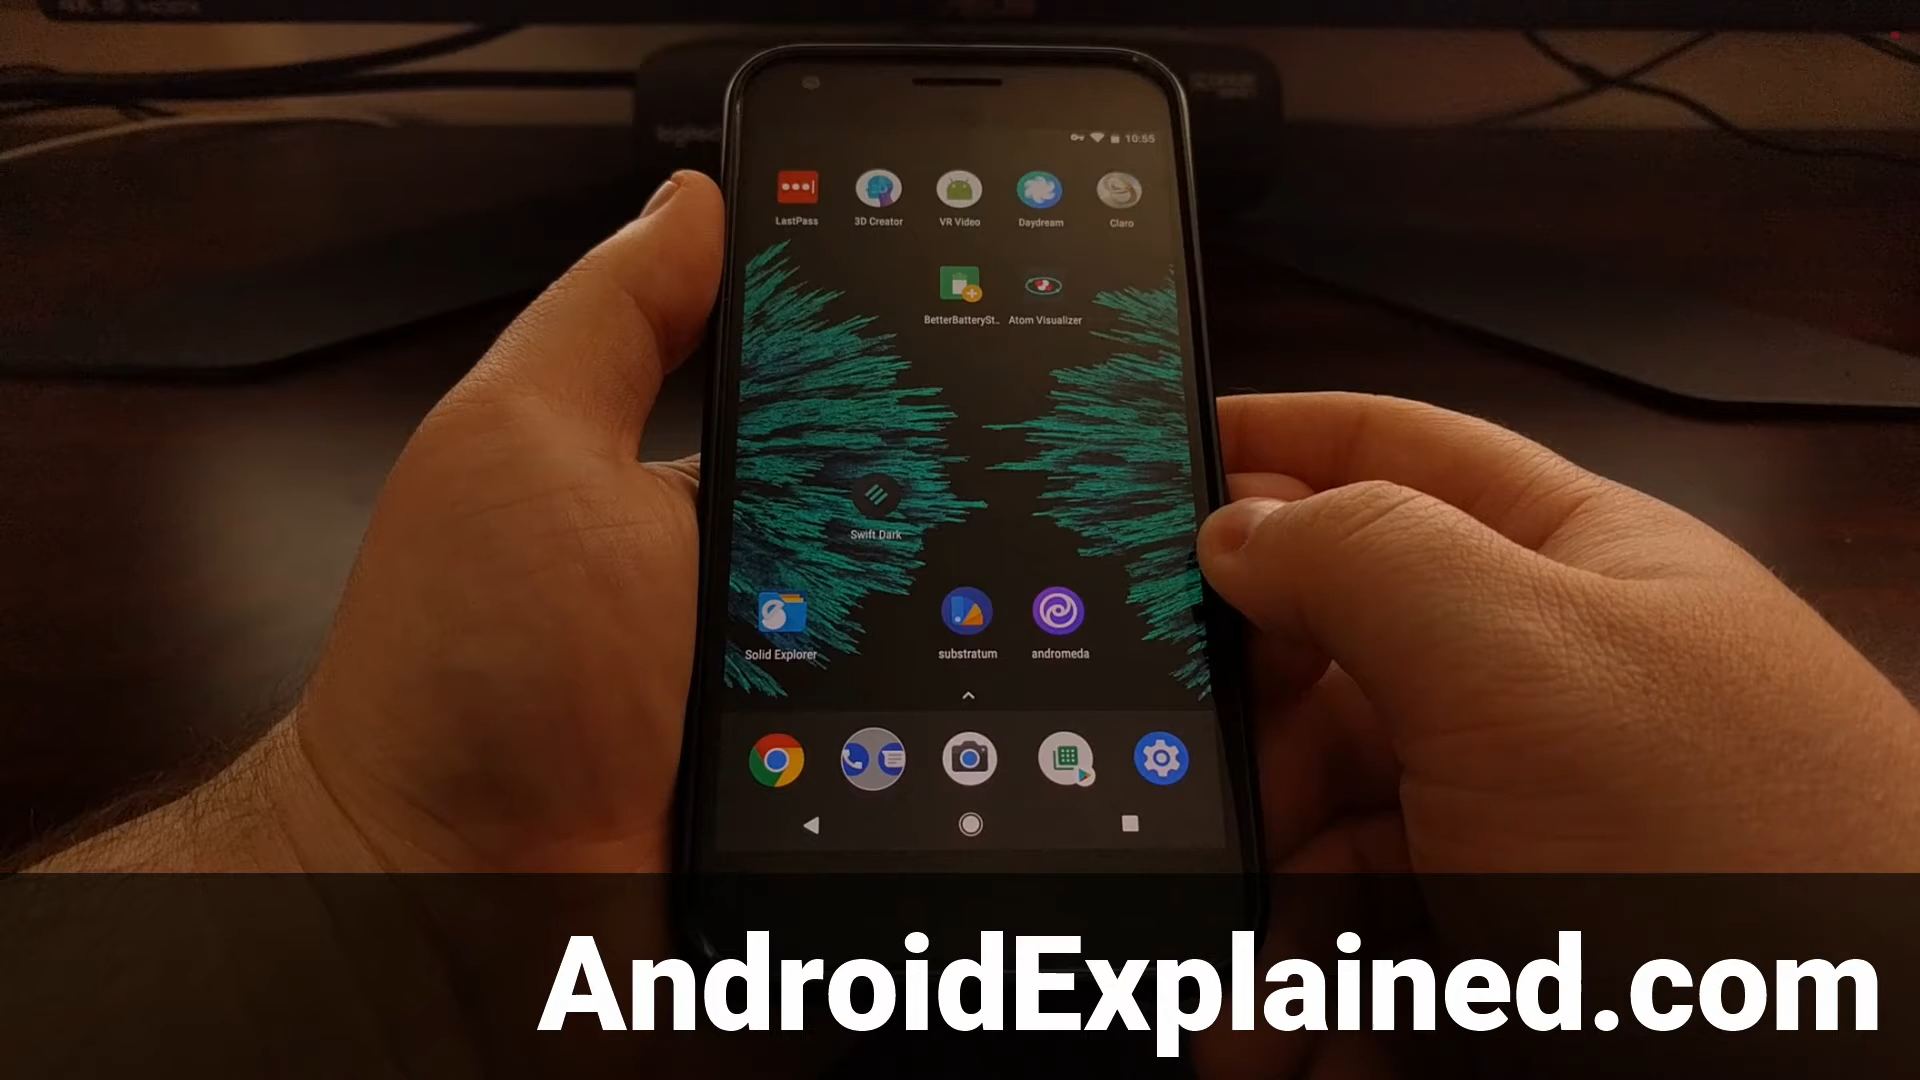 10:55
LastPass
3D Creator
VR Video
Daydream
Claro
BetterBatterySt..
Atom Visualizer
Swift Dark
Solid Explorer
substratum
andromeda
AndroidExplained.com